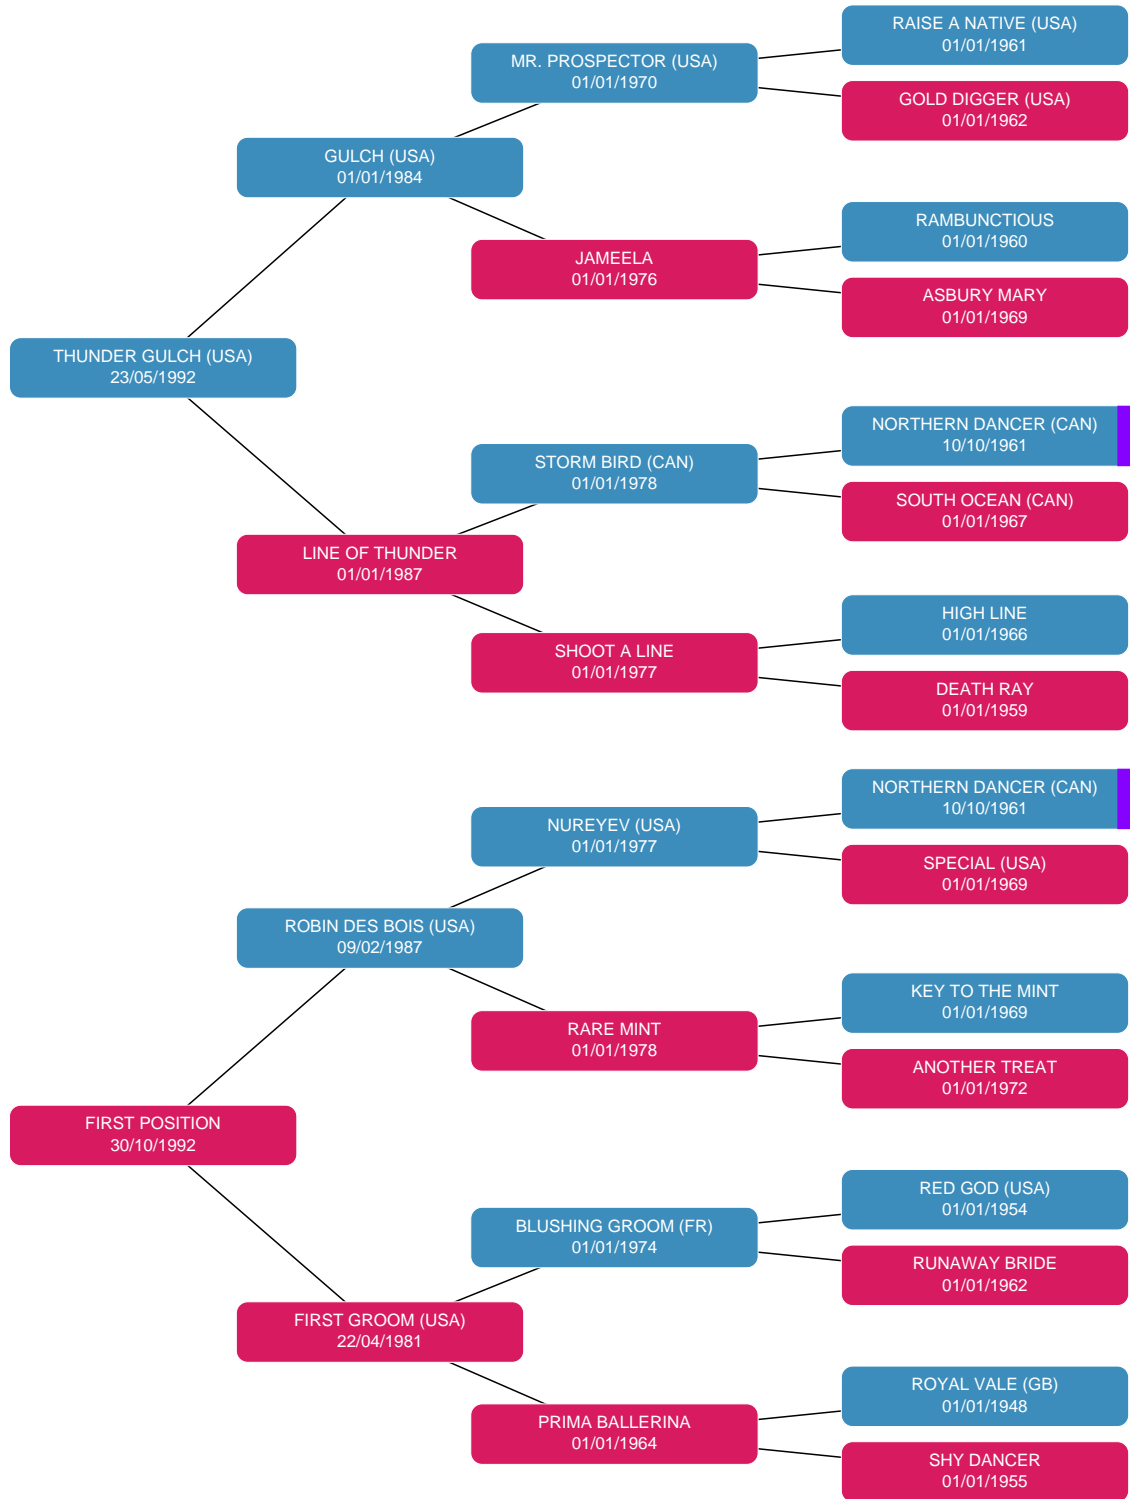 RAISE A NATIVE (USA)
01/01/1961
MR. PROSPECTOR (USA)
01/01/1970
GOLD DIGGER (USA)
01/01/1962
GULCH (USA)
01/01/1984
RAMBUNCTIOUS
01/01/1960
JAMEELA
01/01/1976
ASBURY MARY
01/01/1969
THUNDER GULCH (USA)
23/05/1992
NORTHERN DANCER (CAN)
10/10/1961
STORM BIRD (CAN)
01/01/1978
SOUTH OCEAN (CAN)
01/01/1967
LINE OF THUNDER
01/01/1987
HIGH LINE
01/01/1966
SHOOT A LINE
01/01/1977
DEATH RAY
01/01/1959
NORTHERN DANCER (CAN)
10/10/1961
NUREYEV (USA)
01/01/1977
SPECIAL (USA)
01/01/1969
ROBIN DES BOIS (USA)
09/02/1987
KEY TO THE MINT
01/01/1969
RARE MINT
01/01/1978
ANOTHER TREAT
01/01/1972
FIRST POSITION
30/10/1992
RED GOD (USA)
01/01/1954
BLUSHING GROOM (FR)
01/01/1974
RUNAWAY BRIDE
01/01/1962
FIRST GROOM (USA)
22/04/1981
ROYAL VALE (GB)
01/01/1948
PRIMA BALLERINA
01/01/1964
SHY DANCER
01/01/1955